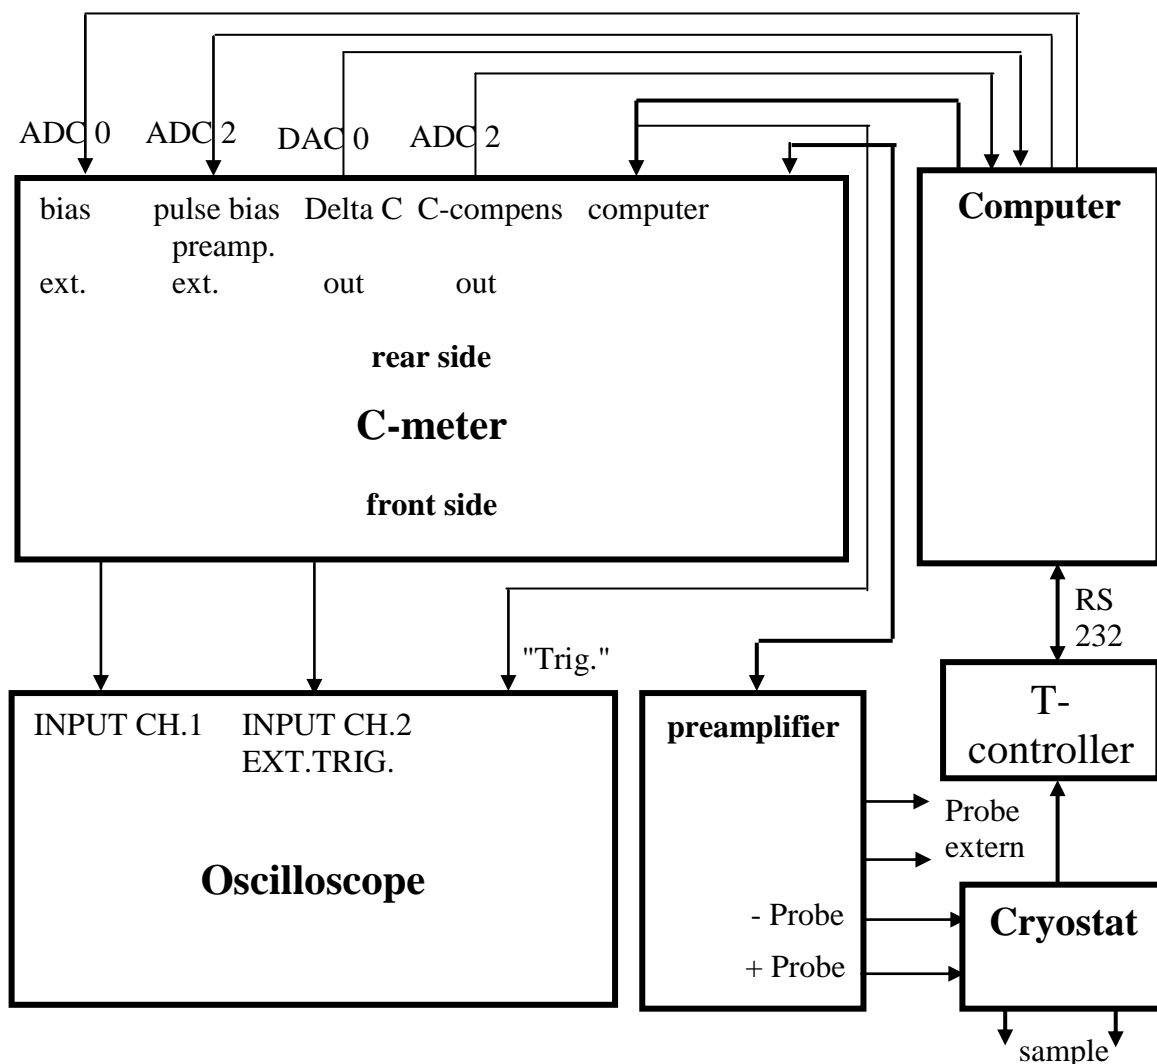 ADC 0 ADC 2 DAC 0 ADC 2
bias pulse bias Delta C C-compens computer
preamp.
ext. ext. out out
rear side
C-meter
front side
Computer
RS
232
"Trig."
INPUT CH.1 INPUT CH.2
EXT.TRIG.
Oscilloscope
preamplifier
Probe
extern
- Probe
+ Probe
T-
controller
Cryostat
sample